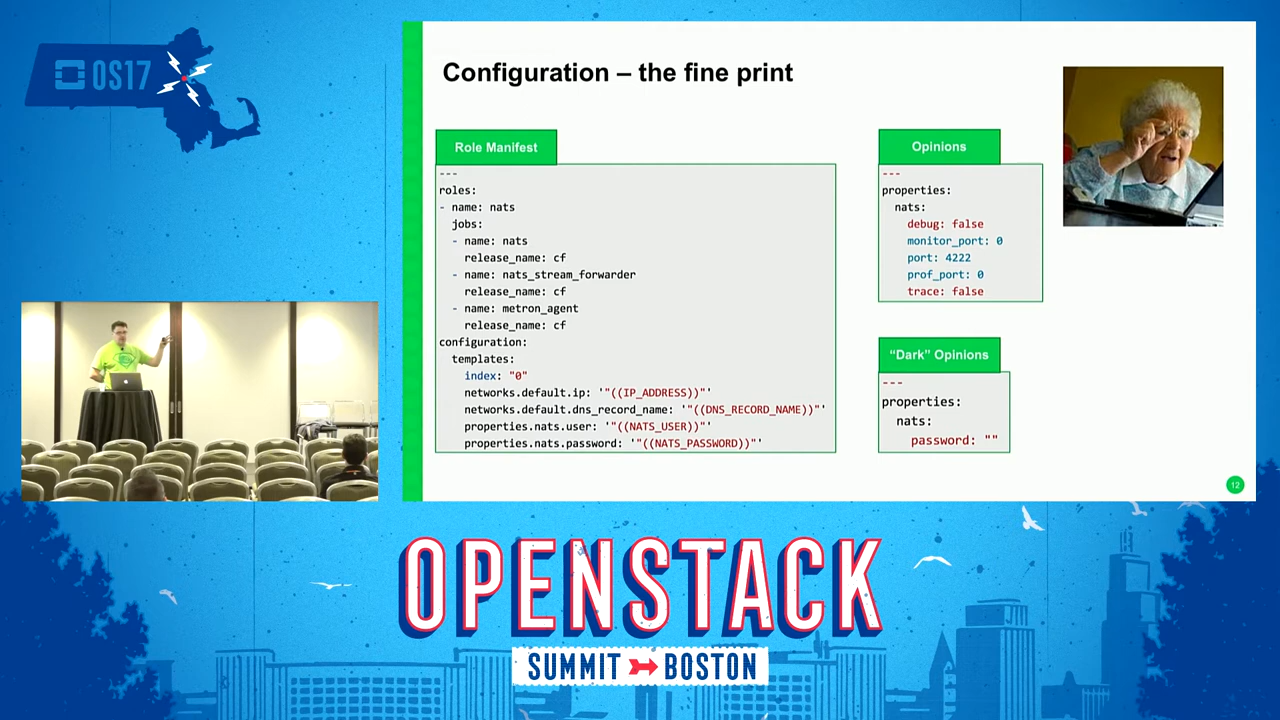 OS17
Configuration – the fine print
Role Manifest
---
roles:
- name: nats
jobs:
- name: nats
release_name: cf
- name: nats_stream_forwarder
release_name: cf
- name: metron_agent
release_name: cf
configuration:
templates:
index: "0"
networks.default.ip: '"((IP_ADDRESS))"'
networks.default.dns_record_name: '"((DNS_RECORD_NAME))"'
properties.nats.user: '"((NATS_USER))"'
properties.nats.password: '"((NATS_PASSWORD))"'
Opinions
---
properties:
nats:
debug: false
monitor_port: 0
port: 4222
prof_port: 0
trace: false
“Dark” Opinions
---
properties:
nats:
password: ""
12
OPENSTACK
SUMMIT BOSTON